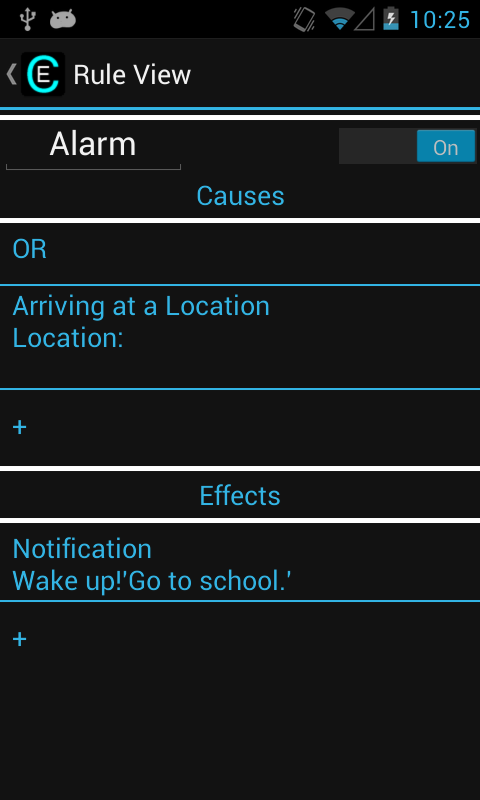 10:25
CE Rule View
Alarm
On
Causes
OR
Arriving at a Location
Location:
+
Effects
Notification
Wake up!'Go to school.'
+